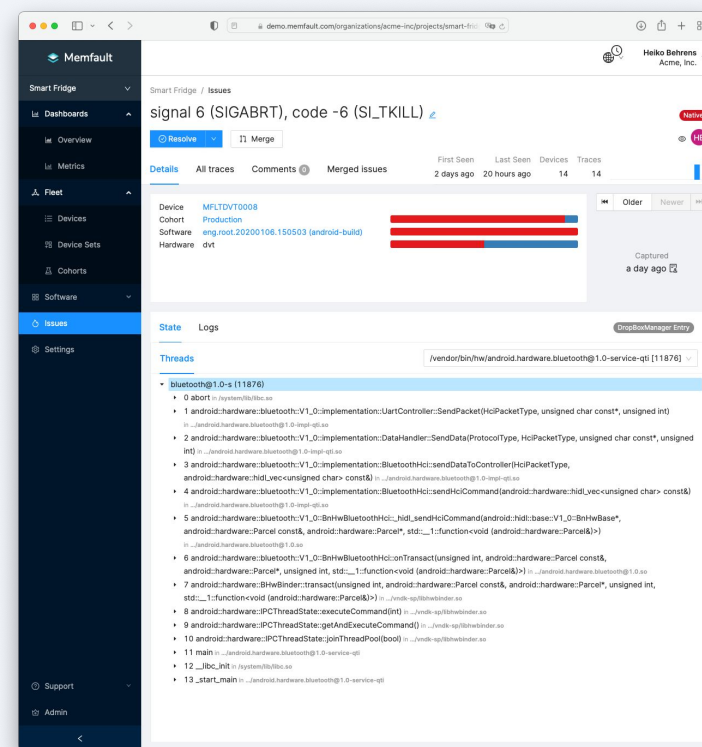 demo.memfault.com/organizations/acme-inc/projects/smart-frid
Memfault
Heiko Behrens
Acme, Inc.
Smart Fridge
Dashboards
Overview
Metrics
Fleet
Devices
Device Sets
Cohorts
Software
Issues
Settings
Support
Admin
Smart Fridge / Issues
signal 6 (SIGABRT), code -6 (SI_TKILL)
Native
Resolve
Merge
HE
Details All traces Comments 0 Merged issues
First Seen Last Seen Devices Traces
2 days ago 20 hours ago 14 14
Device MFLTDVT0008
Cohort Production
Software eng.root.20200106.150503 (android-build)
Hardware dvt
Older Newer
Captured
a day ago
State Logs
DropBoxManager Entry
Threads
/vendor/bin/hw/android.hardware.bluetooth@1.0-service-qti [11876]
bluetooth@1.0-s (11876)
0 abort in /system/lib/libc.so
1 android::hardware::bluetooth::V1_0::implementation::UartController::SendPacket(HciPacketType, unsigned char const*, unsigned int)
in .../android.hardware.bluetooth@1.0-impl-qti.so
2 android::hardware::bluetooth::V1_0::implementation::DataHandler::SendData(ProtocolType, HciPacketType, unsigned char const*, unsigned
int) in .../android.hardware.bluetooth@1.0-impl-qti.so
3 android::hardware::bluetooth::V1_0::implementation::BluetoothHci::sendDataToController(HciPacketType,
android::hardware::hidl_vec<unsigned char> const&) in .../android.hardware.bluetooth@1.0-impl-qti.so
4 android::hardware::bluetooth::V1_0::implementation::BluetoothHci::sendHciCommand(android::hardware::hidl_vec<unsigned char> const&)
in .../android.hardware.bluetooth@1.0-impl-qti.so
5 android::hardware::bluetooth::V1_0::BnHwBluetoothHci::_hidl_sendHciCommand(android::hidl::base::V1_0::BnHwBase*,
android::hardware::Parcel const&, android::hardware::Parcel*, std::__1::function<void (android::hardware::Parcel&)>)
in .../android.hardware.bluetooth@1.0.so
6 android::hardware::bluetooth::V1_0::BnHwBluetoothHci::onTransact(unsigned int, android::hardware::Parcel const&,
android::hardware::Parcel*, unsigned int, std::__1::function<void (android::hardware::Parcel&)>) in .../android.hardware.bluetooth@1.0.so
7 android::hardware::BHwBinder::transact(unsigned int, android::hardware::Parcel const&, android::hardware::Parcel*, unsigned int,
std::__1::function<void (android::hardware::Parcel&)>) in .../vndk-sp/libhwbinder.so
8 android::hardware::IPCThreadState::executeCommand(int) in .../vndk-sp/libhwbinder.so
9 android::hardware::IPCThreadState::getAndExecuteCommand() in .../vndk-sp/libhwbinder.so
10 android::hardware::IPCThreadState::joinThreadPool(bool) in .../vndk-sp/libhwbinder.so
11 main in .../android.hardware.bluetooth@1.0-service-qti
12 __libc_init in /system/lib/libc.so
13 _start_main in .../android.hardware.bluetooth@1.0-service-qti